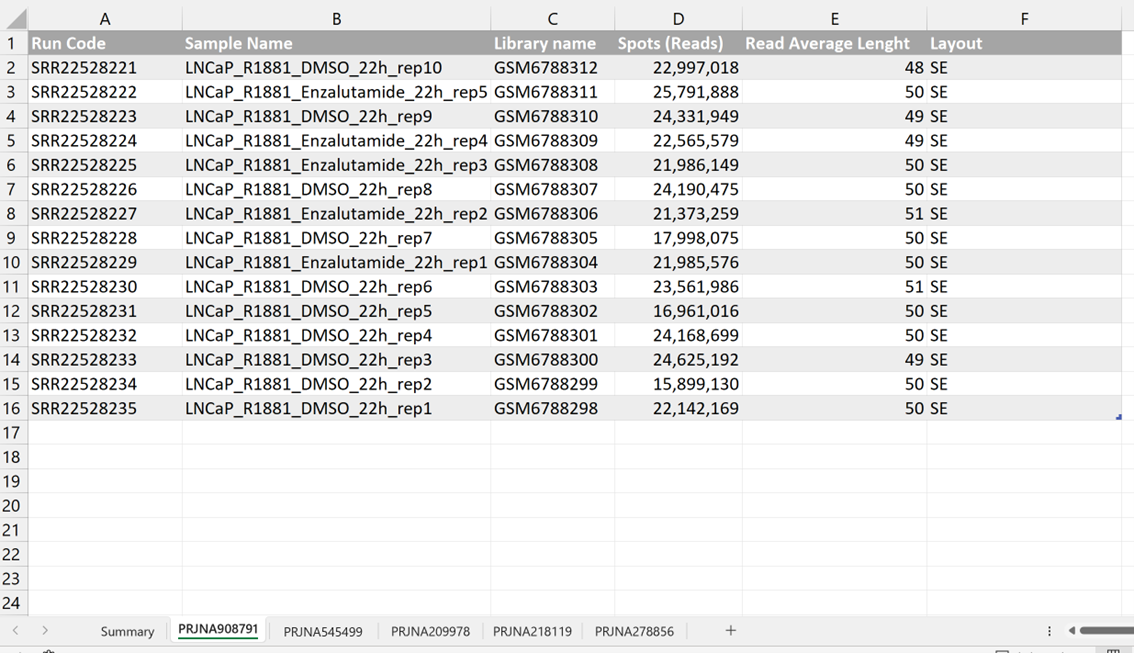 A B C D E F
1 Run Code Sample Name Library name Spots (Reads) Read Average Lenght Layout
2 SRR22528221 LNCaP_R1881_DMSO_22h_rep10 GSM6788312 22,997,018 48 SE
3 SRR22528222 LNCaP_R1881_Enzalutamide_22h_rep5 GSM6788311 25,791,888 50 SE
4 SRR22528223 LNCaP_R1881_DMSO_22h_rep9 GSM6788310 24,331,949 49 SE
5 SRR22528224 LNCaP_R1881_Enzalutamide_22h_rep4 GSM6788309 22,565,579 49 SE
6 SRR22528225 LNCaP_R1881_Enzalutamide_22h_rep3 GSM6788308 21,986,149 50 SE
7 SRR22528226 LNCaP_R1881_DMSO_22h_rep8 GSM6788307 24,190,475 50 SE
8 SRR22528227 LNCaP_R1881_Enzalutamide_22h_rep2 GSM6788306 21,373,259 51 SE
9 SRR22528228 LNCaP_R1881_DMSO_22h_rep7 GSM6788305 17,998,075 50 SE
10 SRR22528229 LNCaP_R1881_Enzalutamide_22h_rep1 GSM6788304 21,985,576 50 SE
11 SRR22528230 LNCaP_R1881_DMSO_22h_rep6 GSM6788303 23,561,986 51 SE
12 SRR22528231 LNCaP_R1881_DMSO_22h_rep5 GSM6788302 16,961,016 50 SE
13 SRR22528232 LNCaP_R1881_DMSO_22h_rep4 GSM6788301 24,168,699 50 SE
14 SRR22528233 LNCaP_R1881_DMSO_22h_rep3 GSM6788300 24,625,192 49 SE
15 SRR22528234 LNCaP_R1881_DMSO_22h_rep2 GSM6788299 15,899,130 50 SE
16 SRR22528235 LNCaP_R1881_DMSO_22h_rep1 GSM6788298 22,142,169 50 SE
17
18
19
20
21
22
23
24
Summary PRJNA908791 PRJNA545499 PRJNA209978 PRJNA218119 PRJNA278856 +